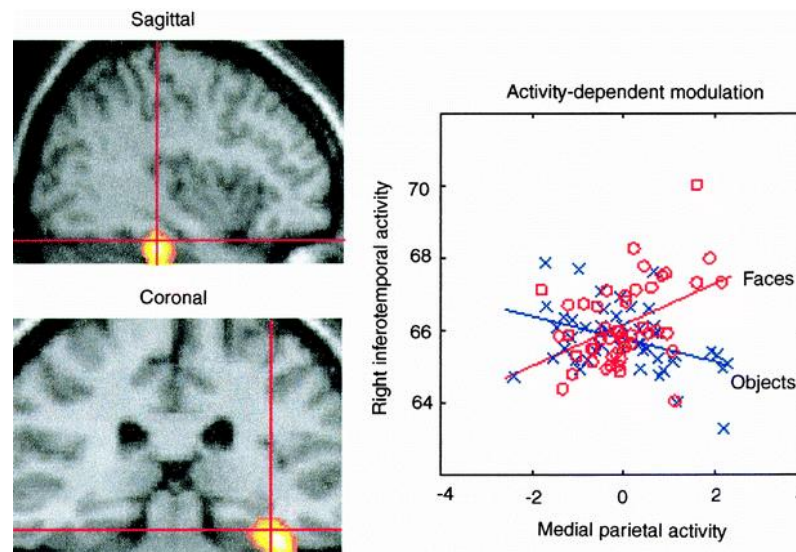 Sagittal
Coronal
Activity-dependent modulation
Right inferotemporal activity
70
68
66
64
Faces
Objects
-4
-2
0
2
4
Medial parietal activity